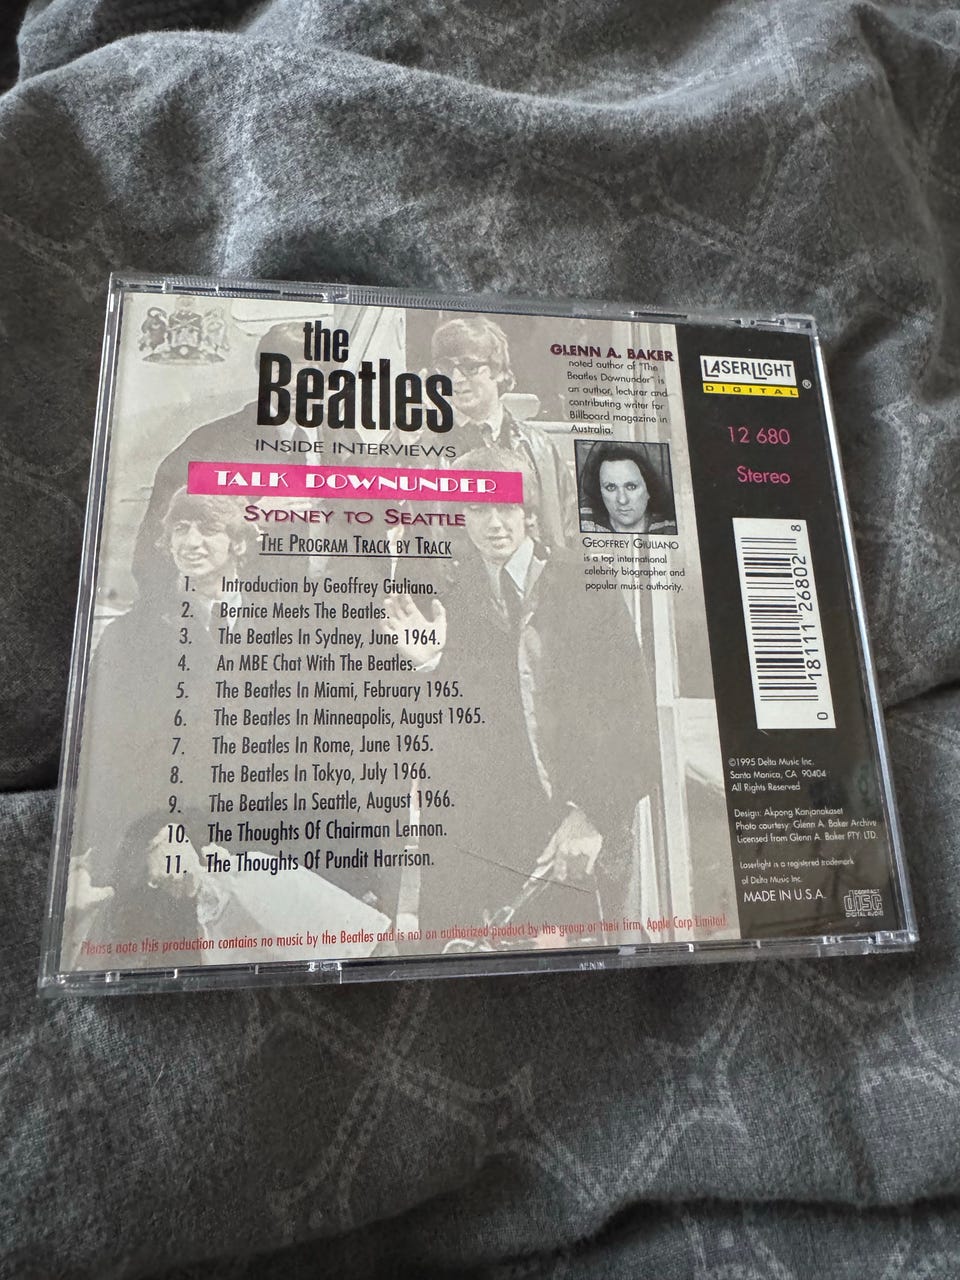 the
Beatles
INSIDE INTERVIEWS
TALK DOWNUNDER
SYDNEY TO SEATTLE
THE PROGRAM TRACK BY TRACK
1. Introduction by Geoffrey Giuliano.
2. Bernice Meets The Beatles.
3. The Beatles In Sydney, June 1964.
4. An MBE Chat With The Beatles.
5. The Beatles In Miami, February 1965.
6. The Beatles In Minneapolis, August 1965.
7. The Beatles In Rome, June 1965.
8. The Beatles In Tokyo, July 1966.
9. The Beatles In Seattle, August 1966.
10. The Thoughts Of Chairman Lennon.
11. The Thoughts Of Pundit Harrison.
Please note this production contains no music by the Beatles and is not an authorized product by the group or their firm, Apple Corp Limited.
GLENN A. BAKER
noted author of "The
Beatles Downunder" is
an author, lecturer and
contributing writer for
Billboard magazine in
Australia.
GEOFFREY GIULIANO
is a top international
celebrity biographer and
popular music authority.
LASERLIGHT
DIGITAL ®
12 680
Stereo
0 18111 26802 8
©1995 Delta Music Inc.
Santa Monica, CA 90404
All Rights Reserved
Design: Akpong Kanjanakaset
Photo courtesy: Glenn A. Baker Archive
Licensed from Glenn A. Baker PTY. LTD.
Laserlight is a registered trademark
of Delta Music Inc.
MADE IN U.S.A.
COMPACT
disc
DIGITAL AUDIO